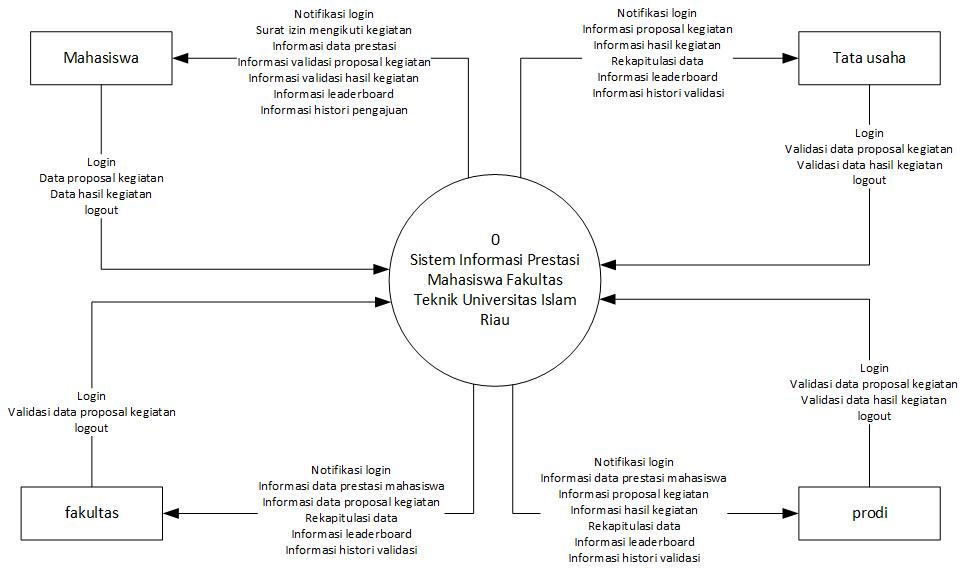 Mahasiswa
Notifikasi login
Surat izin mengikuti kegiatan
Informasi data prestasi
Informasi validasi proposal kegiatan
Informasi validasi hasil kegiatan
Informasi leaderboard
Informasi histori pengajuan
Notifikasi login
Informasi proposal kegiatan
Informasi hasil kegiatan
Rekapitulasi data
Informasi leaderboard
Informasi histori validasi
Tata usaha
Login
Data proposal kegiatan
Data hasil kegiatan
logout
Login
Validasi data proposal kegiatan
Validasi data hasil kegiatan
logout
0
Sistem Informasi Prestasi
Mahasiswa Fakultas
Teknik Universitas Islam
Riau
Login
Validasi data proposal kegiatan
logout
Login
Validasi data proposal kegiatan
Validasi data hasil kegiatan
logout
fakultas
Notifikasi login
Informasi data prestasi mahasiswa
Informasi data proposal kegiatan
Rekapitulasi data
Informasi leaderboard
Informasi histori validasi
Notifikasi login
Informasi data prestasi mahasiswa
Informasi proposal kegiatan
Informasi hasil kegiatan
Rekapitulasi data
Informasi leaderboard
Informasi histori validasi
prodi